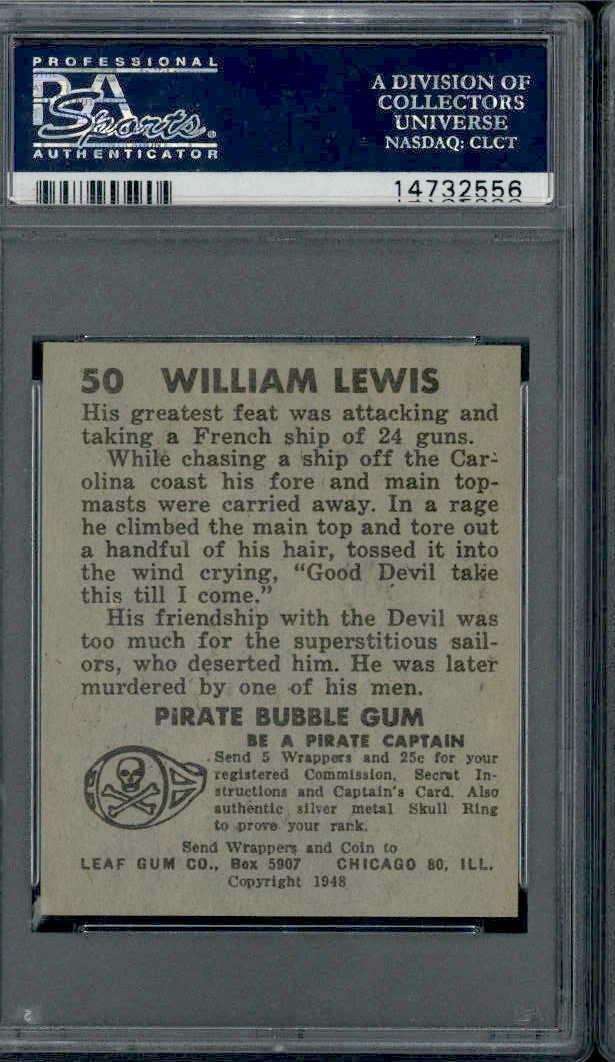 PROFESSIONAL
PSA
Sports
AUTHENTICATOR
A DIVISION OF
COLLECTORS
UNIVERSE
NASDAQ: CLCT
14732556
50 WILLIAM LEWIS
His greatest feat was attacking and
taking a French ship of 24 guns.
While chasing a ship off the Car-
olina coast his fore and main top-
masts were carried away. In a rage
he climbed the main top and tore out
a handful of his hair, tossed it into
the wind crying, "Good Devil take
this till I come."
His friendship with the Devil was
too much for the superstitious sail-
ors, who deserted him. He was later
murdered by one of his men.
PIRATE BUBBLE GUM
BE A PIRATE CAPTAIN
Send 5 Wrappers and 25c for your
registered Commission, Secret In-
structions and Captain's Card. Also
authentic silver metal Skull Ring
to prove your rank.
Send Wrappers and Coin to
LEAF GUM CO., Box 5907 CHICAGO 80, ILL.
Copyright 1948